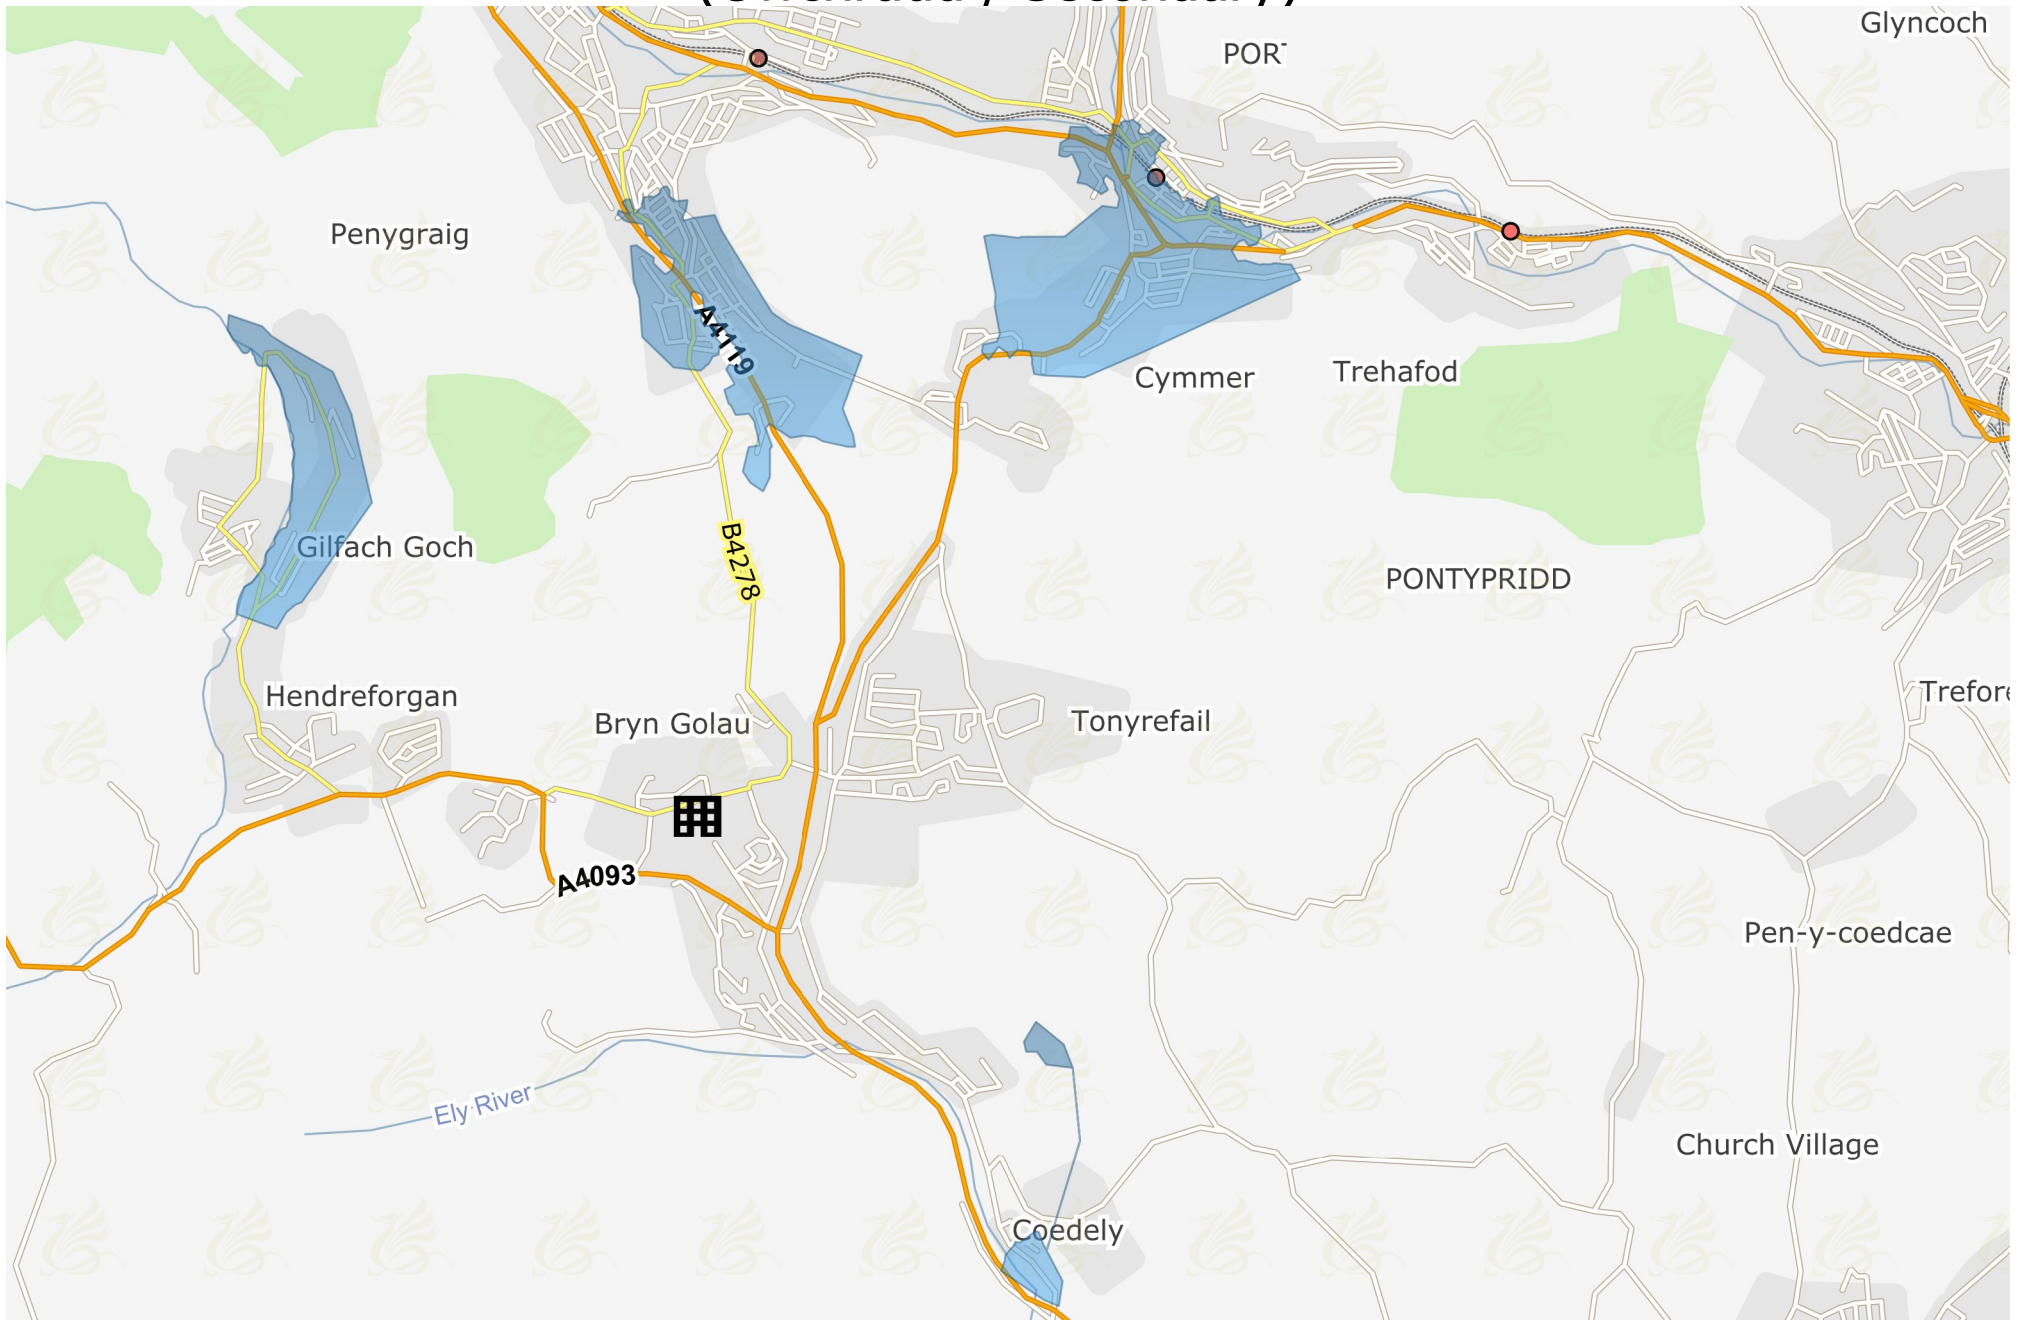 Glyncoch
Penygraig
A4119
Cymmer
Trehafod
Gilfach Goch
B4278
PONTYPRIDD
Hendreforgan
Bryn Golau
Tonyrefail
A4093
Pen-y-coedcae
Ely River
Church Village
Coedely